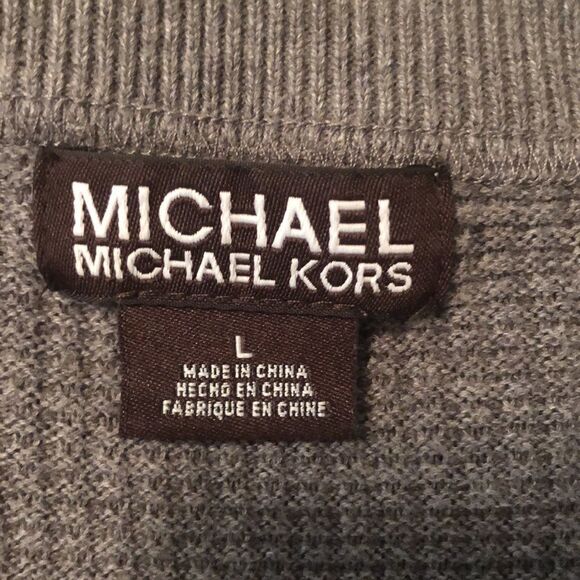 MICHAEL
MICHAEL KORS
L
MADE IN CHINA
HECHO EN CHINA
FABRIQUE EN CHINE